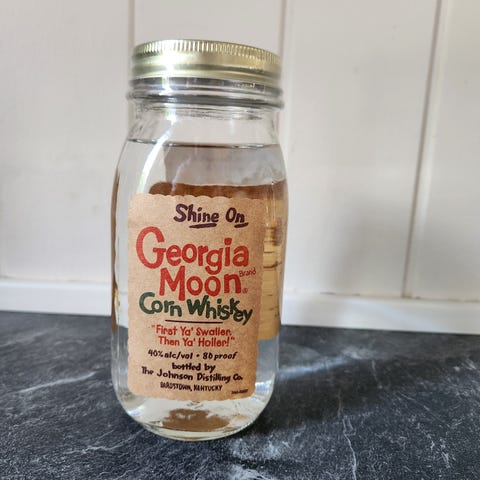 Shine On
Georgia
Moon Brand ®
Corn Whiskey
"First Ya' Swaller,
Then Ya' Holler!"
40% alc/vol • 80 proof
bottled by
The Johnson Distilling Co.
BARDSTOWN, KENTUCKY